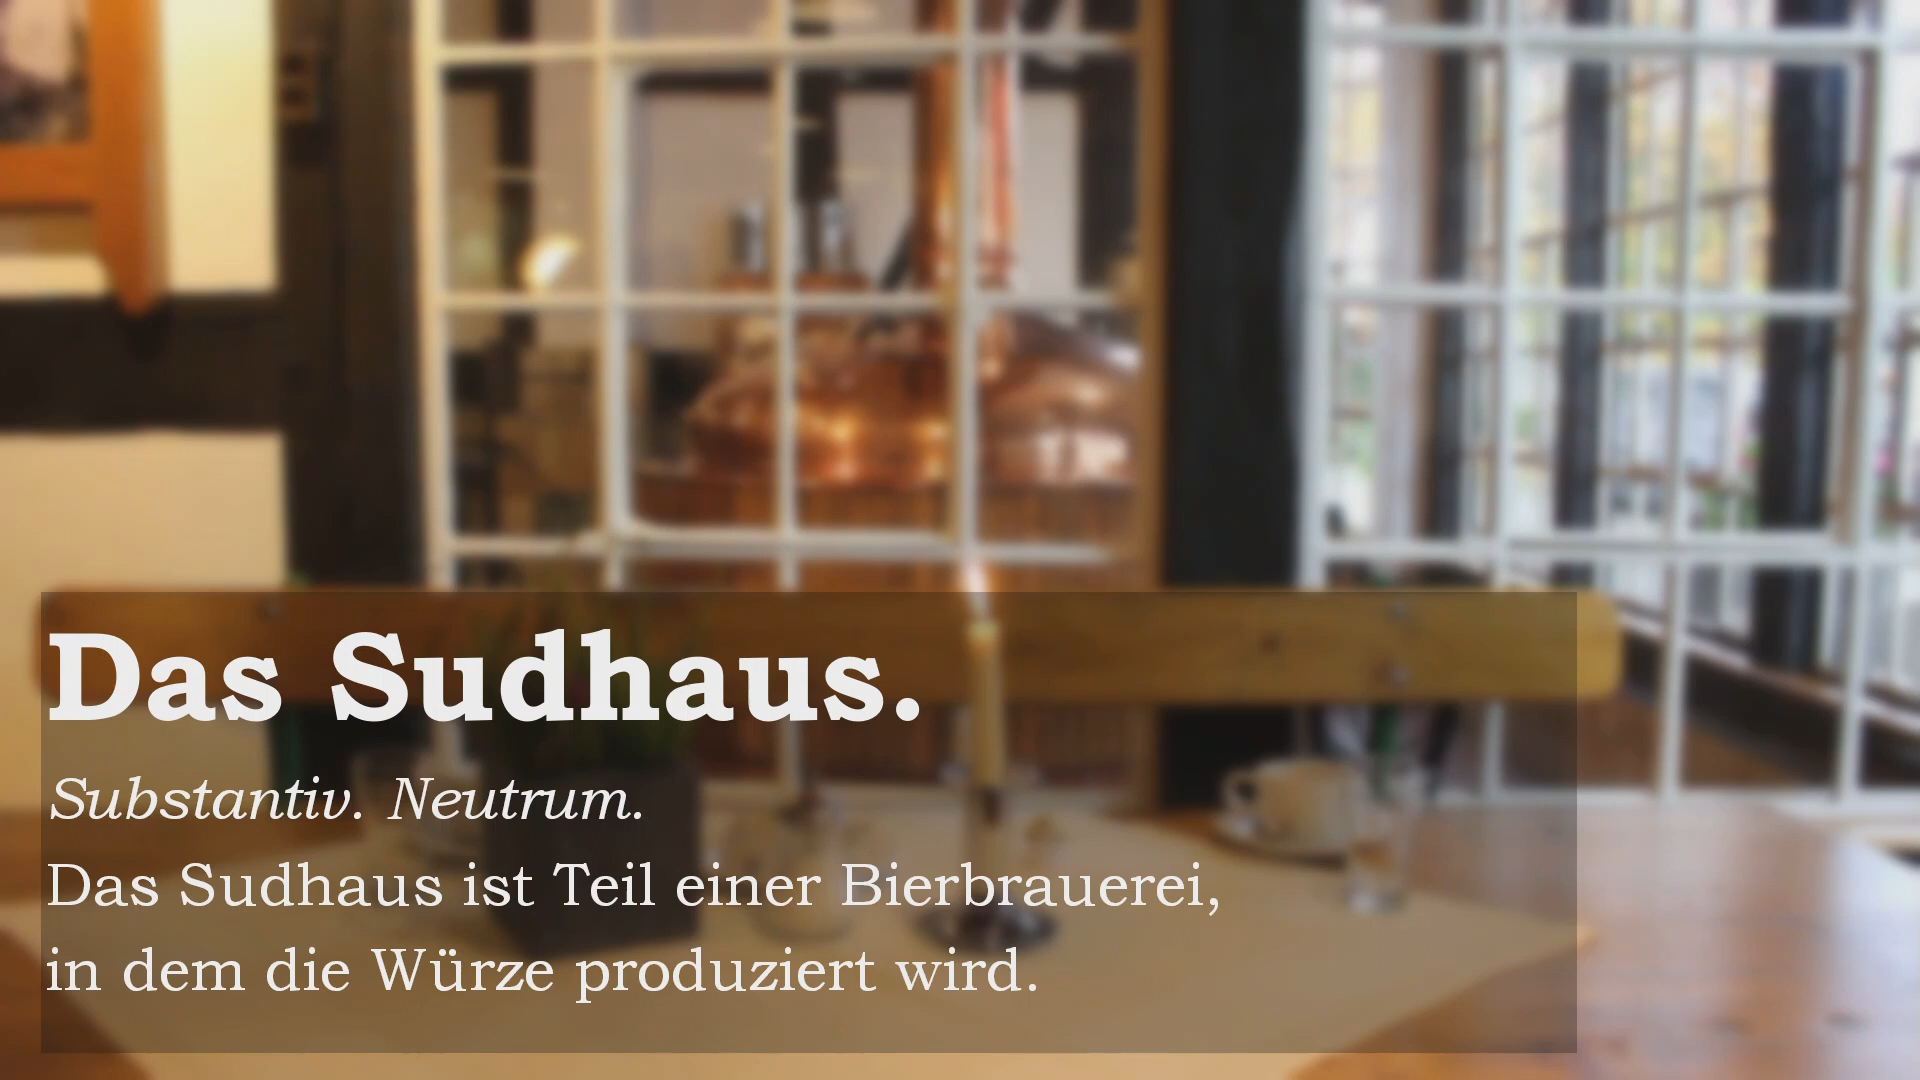 Das Sudhaus.
Substantiv. Neutrum.
Das Sudhaus ist Teil einer Bierbrauerei,
in dem die Würze produziert wird.